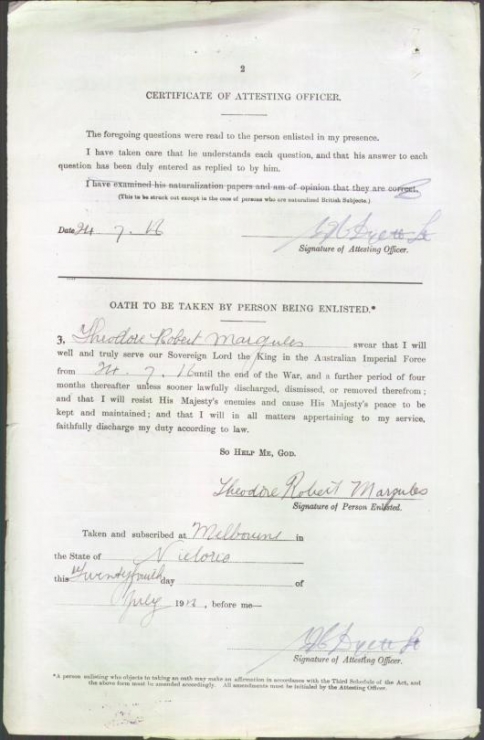 2
CERTIFICATE OF ATTESTING OFFICER.
The foregoing questions were read to the person enlisted in my presence.
I have taken care that he understands each question, and that his answer to each
question has been duly entered as replied to by him.
I have examined his naturalization papers and am of opinion that they are correct.
(This to be struck out except in the case of persons who are naturalized British Subjects.)
Date 24.7.16
Signature of Attesting Officer.
OATH TO BE TAKEN BY PERSON BEING ENLISTED.*
3. Theodore Robert Margules swear that I will
well and truly serve our Sovereign Lord the King in the Australian Imperial Force
from 24.7.16 until the end of the War, and a further period of four
months thereafter unless sooner lawfully discharged, dismissed, or removed therefrom;
and that I will resist His Majesty's enemies and cause His Majesty's peace to be
kept and maintained; and that I will in all matters appertaining to my service,
faithfully discharge my duty according to law.
SO HELP ME, GOD.
Theodore Robert Margules
Signature of Person Enlisted.
Taken and subscribed at Melbourne in
the State of Victoria
this Twentyfourth day of
July 191 , before me—
Signature of Attesting Officer.
*A person enlisting who objects to taking an oath may make an affirmation in accordance with the Third Schedule of the Act, and
the above form must be amended accordingly. All amendments must be initialed by the Attesting Officer.